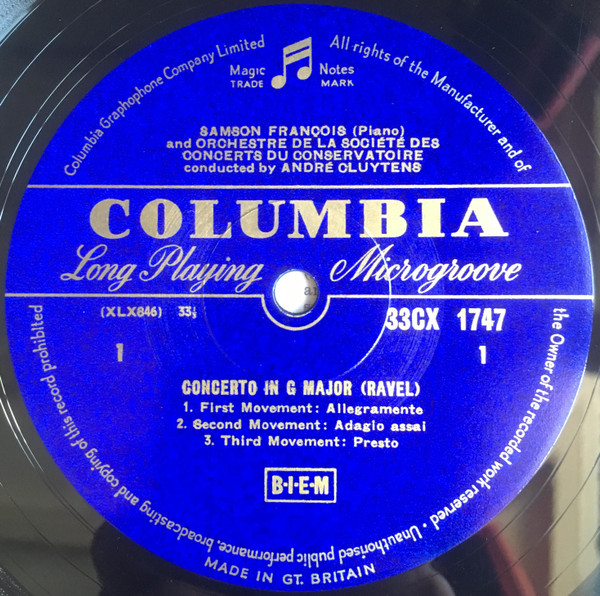 Columbia Graphophone Company Limited
All rights of the Manufacturer and of
the Owner of the recorded work reserved • Unauthorised public performance, broadcasting and copying of this record prohibited
Magic Notes
TRADE MARK
SAMSON FRANÇOIS (Piano)
and ORCHESTRE DE LA SOCIÉTÉ DES
CONCERTS DU CONSERVATOIRE
conducted by ANDRÉ CLUYTENS
COLUMBIA
Long Playing Microgroove
(XLX846) 33⅓
33CX 1747
1
1
CONCERTO IN G MAJOR (RAVEL)
1. First Movement: Allegramente
2. Second Movement: Adagio assai
3. Third Movement: Presto
B·I·E·M
MADE IN GT. BRITAIN